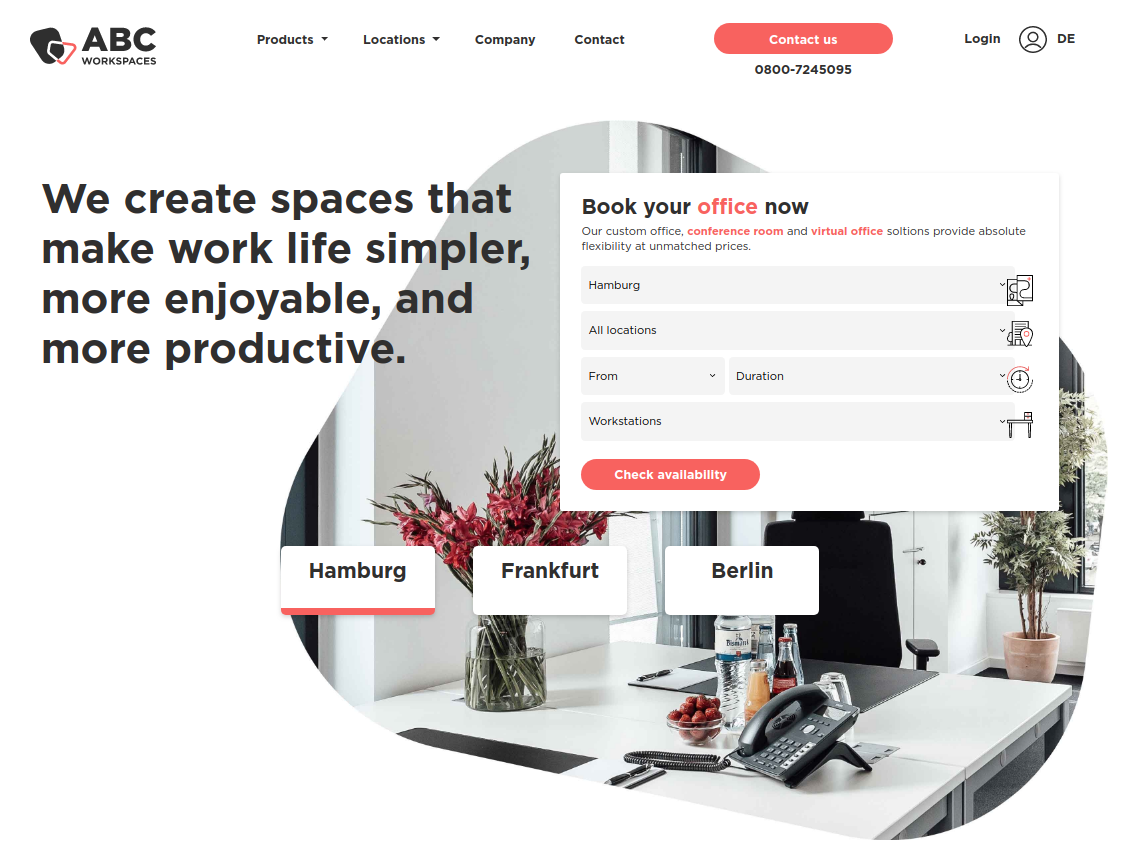 ABC
WORKSPACES
Products
Locations
Company
Contact
Contact us
0800-7245095
Login
DE
We create spaces that
make work life simpler,
more enjoyable, and
more productive.
Book your office now
Our custom office, conference room and virtual office soltions provide absolute
flexibility at unmatched prices.
Hamburg
All locations
From
Duration
Workstations
Check availability
Hamburg
Frankfurt
Berlin